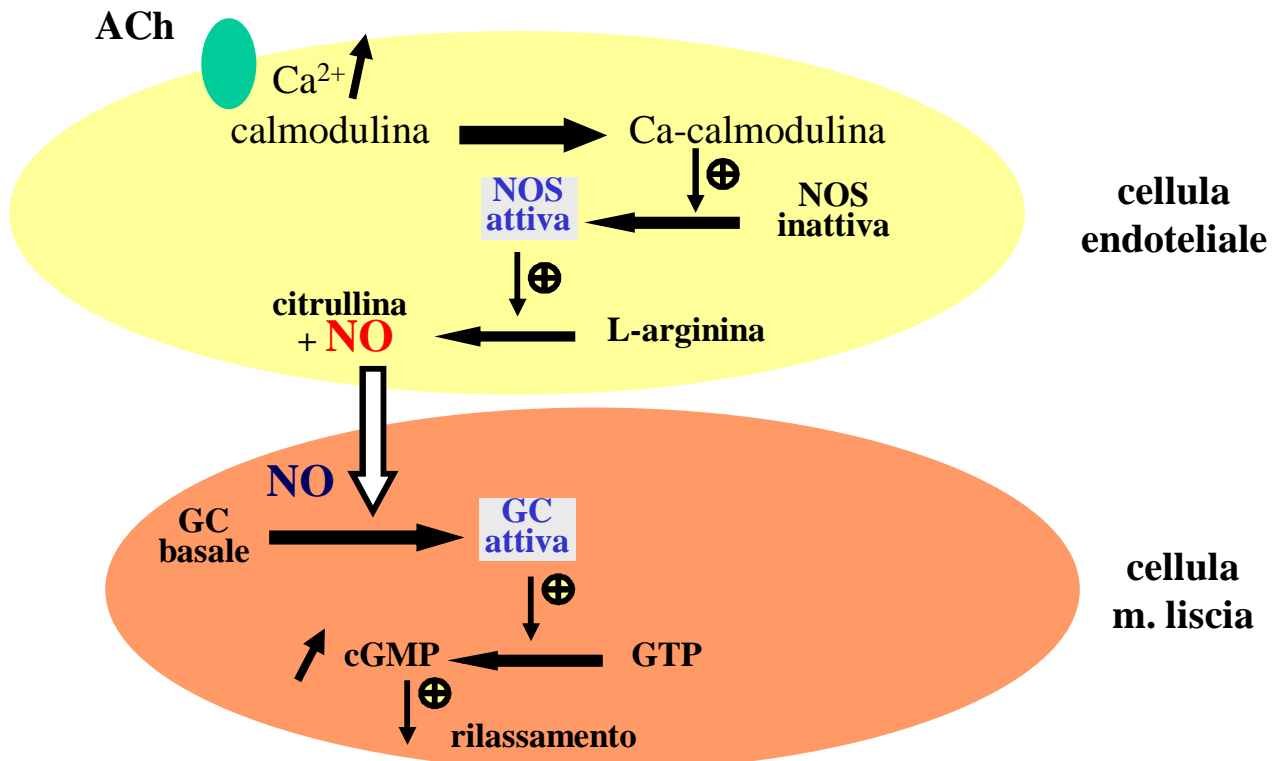 ACh
Ca2+
calmodulina
Ca-calmodulina
NOS
attiva
NOS
inattiva
cellula
endoteliale
citrullina
+ NO
L-arginina
NO
GC
basale
GC
attiva
cellula
m. liscia
cGMP
GTP
rilassamento